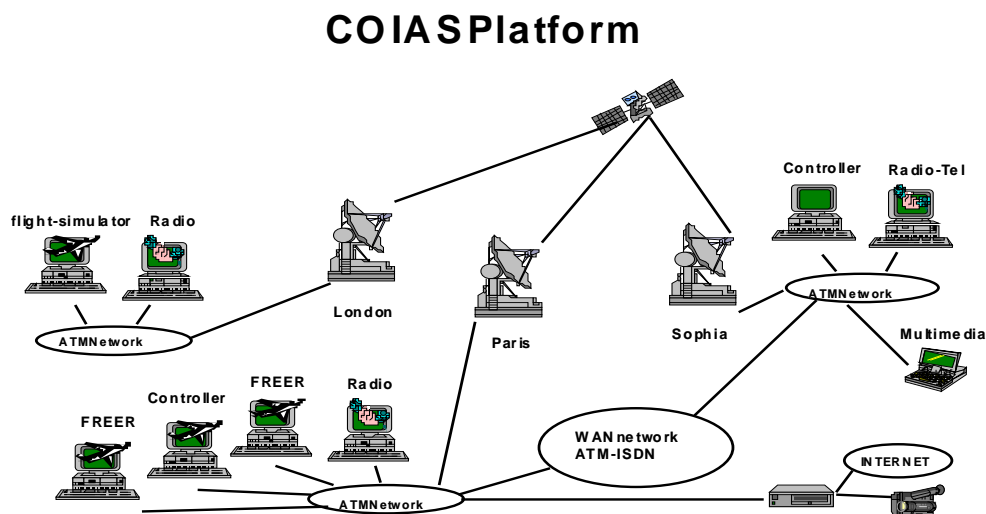 COIASPlatform
Controller
Radio-Tel
flight-simulator
Radio
London
Paris
Sophia
ATMNetwork
ATMNetwork
Multimedia
FREER
Controller
FREER
Radio
WAN network
ATM-ISDN
INTERNET
ATMNetwork